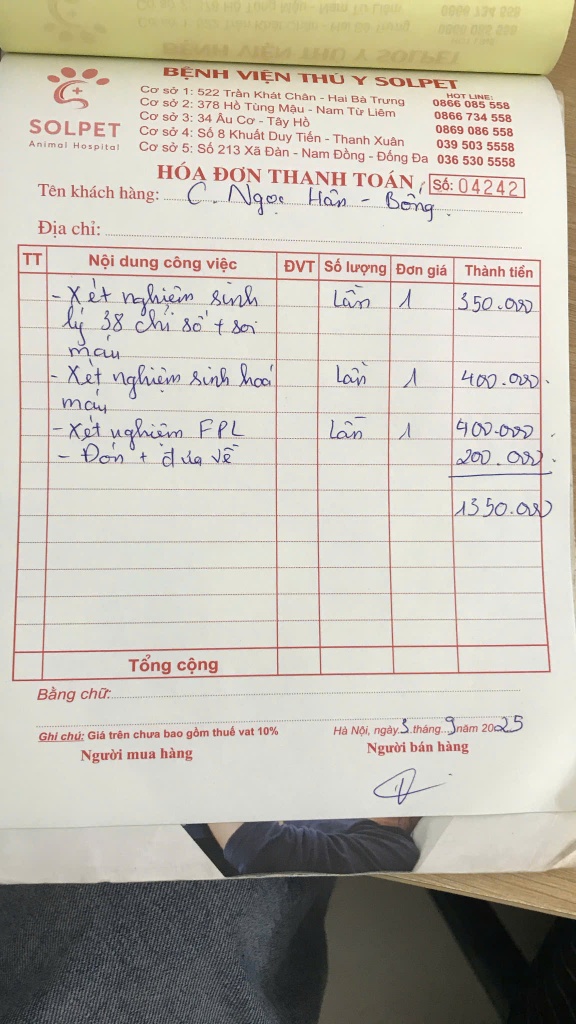 BỆNH VIỆN THÚ Y SOLPET
SOLPET
Animal Hospital
Cơ sở 1: 522 Trần Khát Chân - Hai Bà Trưng
Cơ sở 2: 378 Hồ Tùng Mậu - Nam Từ Liêm
Cơ sở 3: 34 Âu Cơ - Tây Hồ
Cơ sở 4: Số 8 Khuất Duy Tiến - Thanh Xuân
Cơ sở 5: Số 213 Xã Đàn - Nam Đồng - Đống Đa
HOT LINE:
0866 085 558
0866 734 558
0869 086 558
039 503 5558
036 530 5558
HÓA ĐƠN THANH TOÁN
Số: 04242
Tên khách hàng: C. Ngọc Hân - Bông
Địa chỉ:
TT Nội dung công việc ĐVT Số lượng Đơn giá Thành tiền
- Xét nghiệm sinh Lần 1 350.000
lý 38 chỉ số + soi
máu
- Xét nghiệm sinh hoá Lần 1 400.000
máu
- Xét nghiệm FPL Lần 1 400.000
- Đón + đưa về 200.000
1350.000
Tổng cộng
Bằng chữ:
Ghi chú: Giá trên chưa bao gồm thuế vat 10%
Hà Nội, ngày 3 tháng 9 năm 2025
Người mua hàng
Người bán hàng